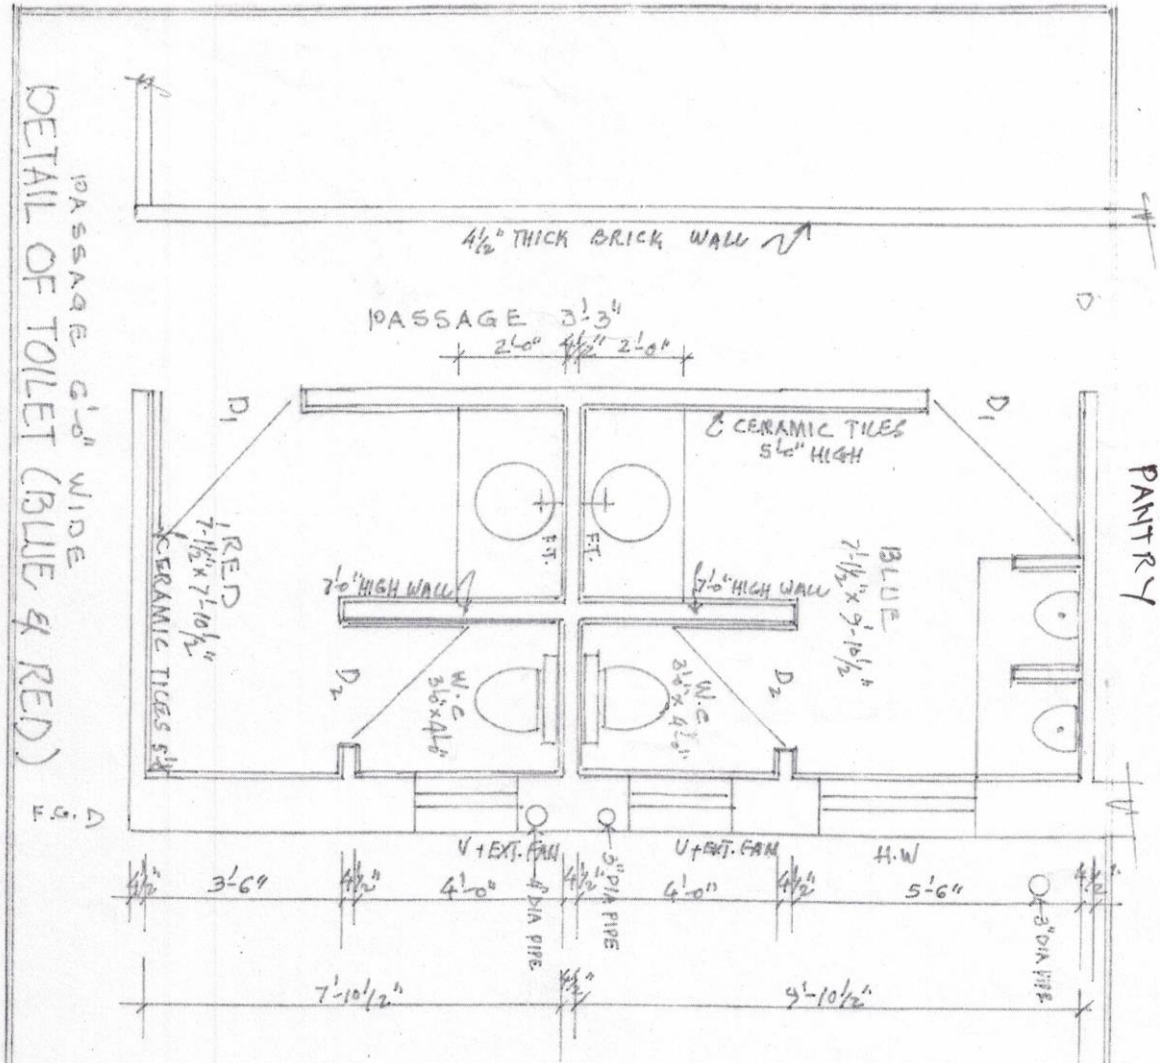 4½" THICK BRICK WALL
D
PASSAGE 3'-3"
2'-0" 4½" 2'-0"
D1
D1
CERAMIC TILES
5'-0" HIGH
PANTRY
F.T.
F.T.
RED
7'-1½" x 7'-10½"
CERAMIC TILES
BLUE
7'-1½" x 9'-10½"
7'-0" HIGH WALL
7'-0" HIGH WALL
D2
W.C
3'-6" x 4'-0"
W.C
3'-6" x 4'-0"
D2
V + EXT. FAN
V + EXT. FAN
H.W
4½" 3'-6" 4½" 4'-0" 4½" 4'-0" 4½" 5'-6" 4½"
4" DIA PIPE
3" DIA PIPE
3" DIA PIPE
7'-10½" 4½" 9'-10½"
PASSAGE 6'-0" WIDE
DETAIL OF TOILET (BLUE & RED)